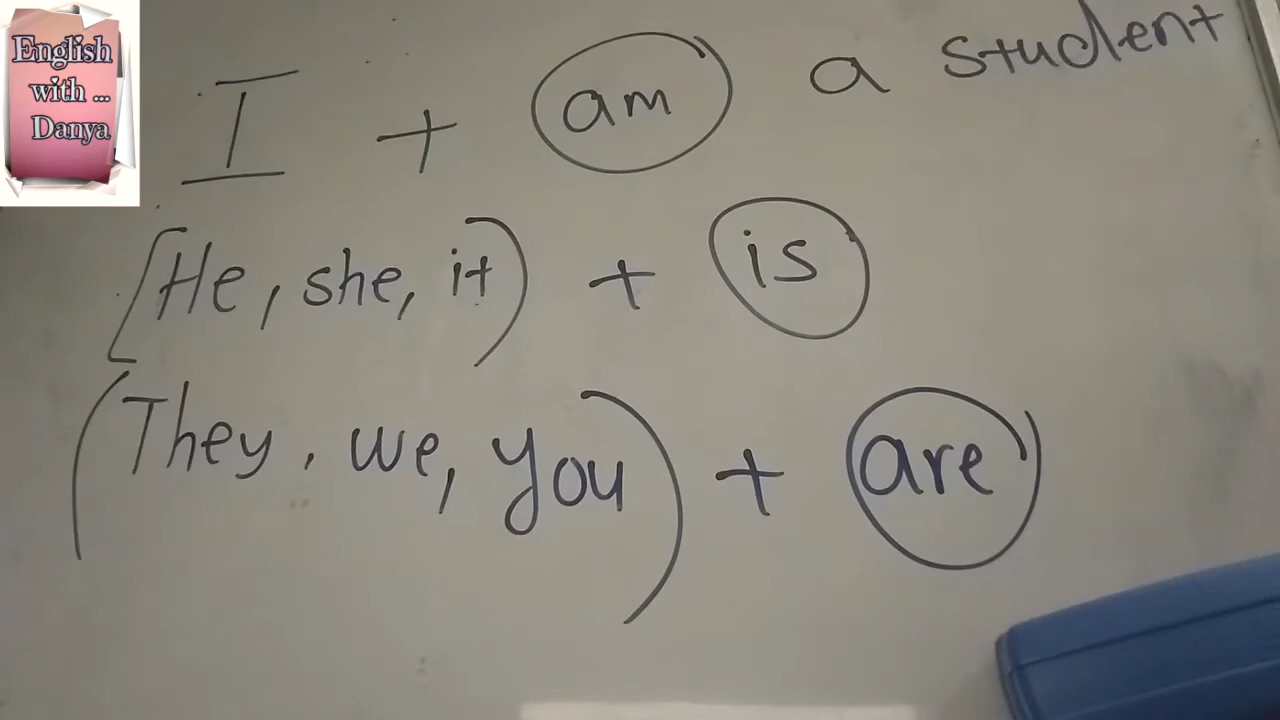 English
with ...
Danya
I + am a student
[He, she, it) + is
(They, we, you) + are